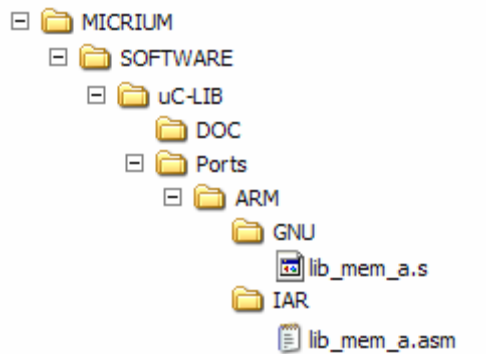 MICRIUM
SOFTWARE
uC-LIB
DOC
Ports
ARM
GNU
lib_mem_a.s
IAR
lib_mem_a.asm